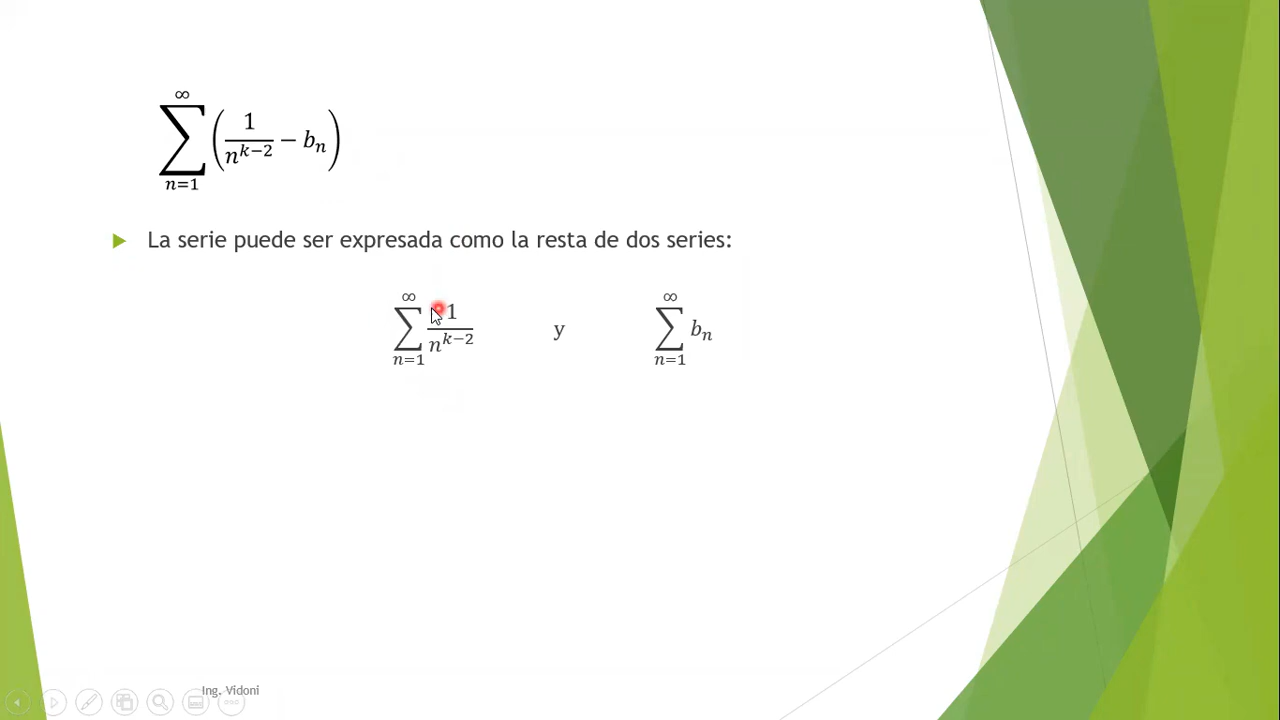 ∑_{n=1}^{∞} (1/n^{k−2} − b_n)
La serie puede ser expresada como la resta de dos series:
∑_{n=1}^{∞} 1/n^{k−2} y ∑_{n=1}^{∞} b_n
Ing. Vidoni